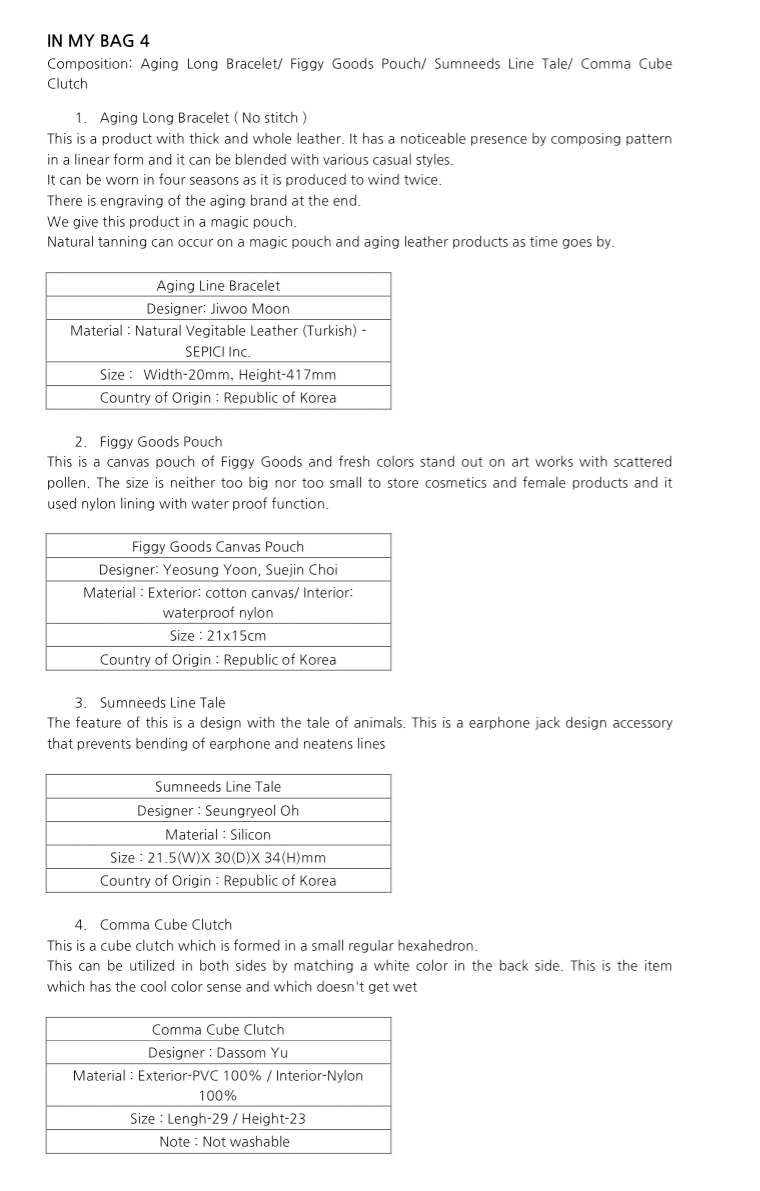 IN MY BAG 4
Composition: Aging Long Bracelet/ Figgy Goods Pouch/ Sumneeds Line Tale/ Comma Cube
Clutch
1. Aging Long Bracelet ( No stitch )
This is a product with thick and whole leather. It has a noticeable presence by composing pattern
in a linear form and it can be blended with various casual styles.
It can be worn in four seasons as it is produced to wind twice.
There is engraving of the aging brand at the end.
We give this product in a magic pouch.
Natural tanning can occur on a magic pouch and aging leather products as time goes by.
Aging Line Bracelet
Designer: Jiwoo Moon
Material : Natural Vegitable Leather (Turkish) -
SEPICI Inc.
Size : Width-20mm, Height-417mm
Country of Origin : Republic of Korea
2. Figgy Goods Pouch
This is a canvas pouch of Figgy Goods and fresh colors stand out on art works with scattered
pollen. The size is neither too big nor too small to store cosmetics and female products and it
used nylon lining with water proof function.
Figgy Goods Canvas Pouch
Designer: Yeosung Yoon, Suejin Choi
Material : Exterior: cotton canvas/ Interior:
waterproof nylon
Size : 21x15cm
Country of Origin : Republic of Korea
3. Sumneeds Line Tale
The feature of this is a design with the tale of animals. This is a earphone jack design accessory
that prevents bending of earphone and neatens lines
Sumneeds Line Tale
Designer : Seungryeol Oh
Material : Silicon
Size : 21.5(W)X 30(D)X 34(H)mm
Country of Origin : Republic of Korea
4. Comma Cube Clutch
This is a cube clutch which is formed in a small regular hexahedron.
This can be utilized in both sides by matching a white color in the back side. This is the item
which has the cool color sense and which doesn't get wet
Comma Cube Clutch
Designer : Dassom Yu
Material : Exterior-PVC 100% / Interior-Nylon
100%
Size : Lengh-29 / Height-23
Note : Not washable